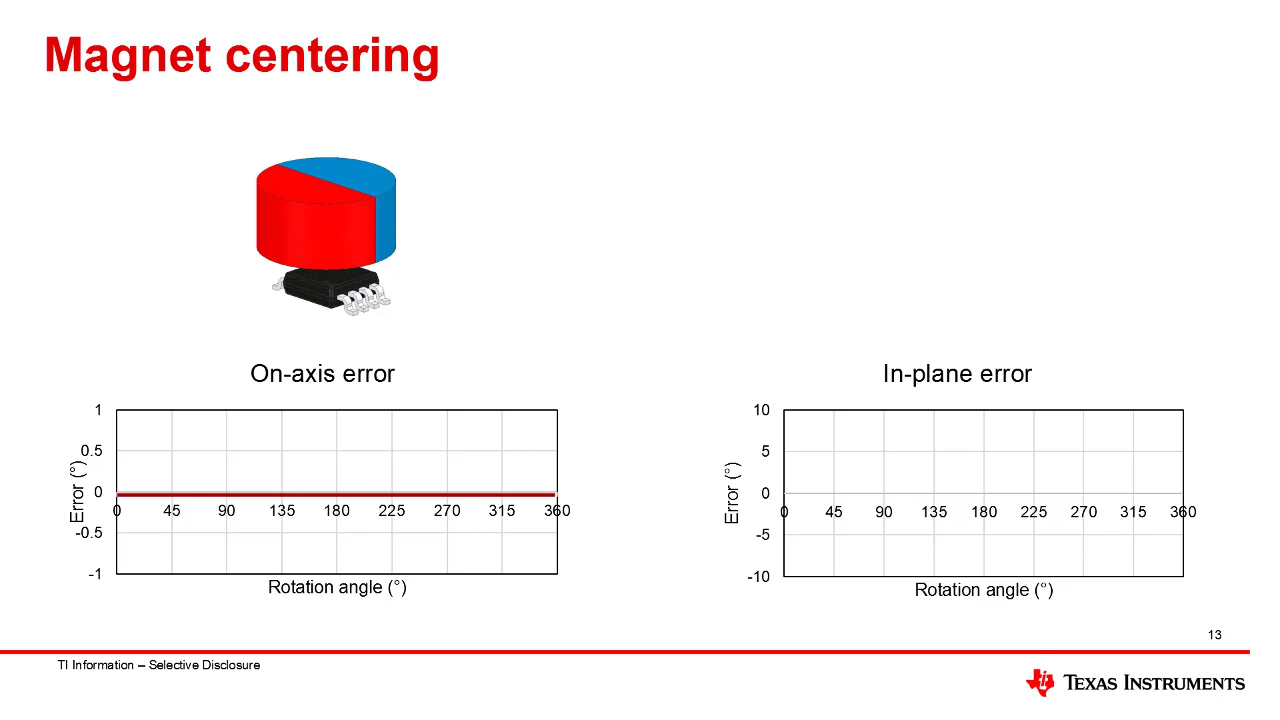 Magnet centering
On-axis error
1
0.5
0
-0.5
-1
Error (°)
0 45 90 135 180 225 270 315 360
Rotation angle (°)
In-plane error
10
5
0
-5
-10
Error (°)
0 45 90 135 180 225 270 315 360
Rotation angle (°)
13
TI Information – Selective Disclosure
TEXAS INSTRUMENTS